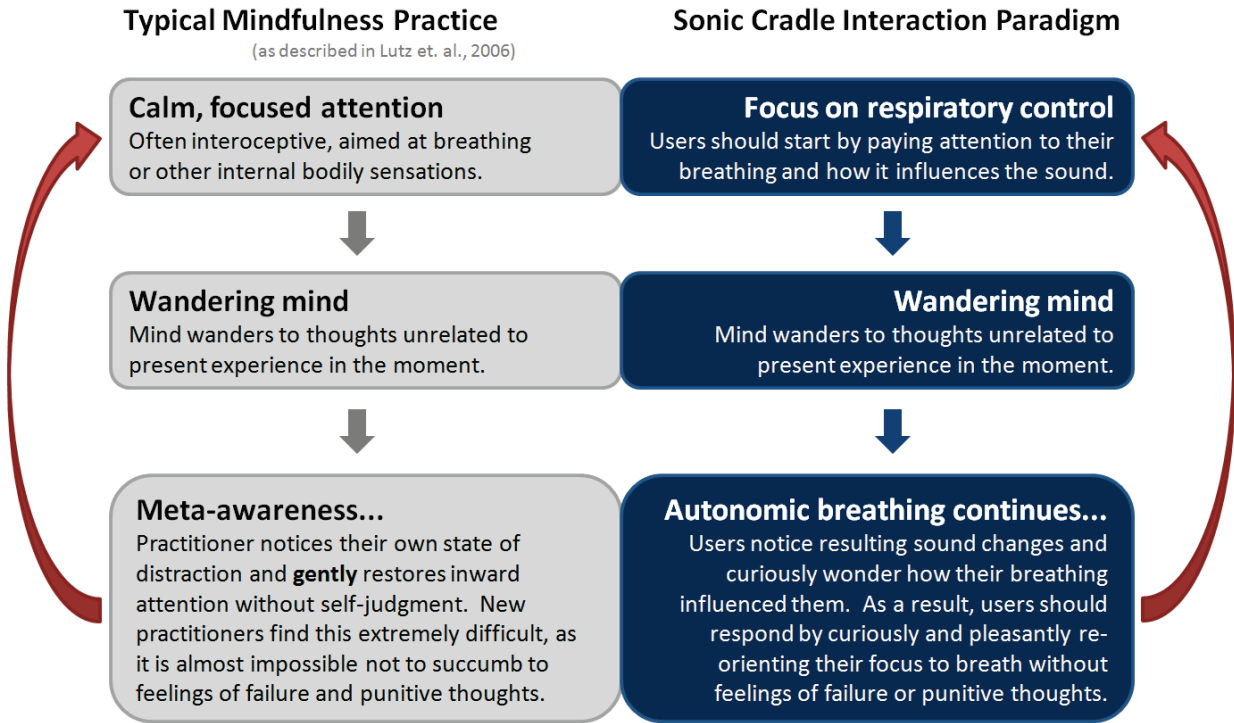 Typical Mindfulness Practice
(as described in Lutz et. al., 2006)
Sonic Cradle Interaction Paradigm
Calm, focused attention
Often interoceptive, aimed at breathing
or other internal bodily sensations.
Focus on respiratory control
Users should start by paying attention to their
breathing and how it influences the sound.
Wandering mind
Mind wanders to thoughts unrelated to
present experience in the moment.
Wandering mind
Mind wanders to thoughts unrelated to
present experience in the moment.
Meta-awareness...
Practitioner notices their own state of
distraction and gently restores inward
attention without self-judgment.  New
practitioners find this extremely difficult, as
it is almost impossible not to succumb to
feelings of failure and punitive thoughts.
Autonomic breathing continues...
Users notice resulting sound changes and
curiously wonder how their breathing
influenced them.  As a result, users should
respond by curiously and pleasantly re-
orienting their focus to breath without
feelings of failure or punitive thoughts.